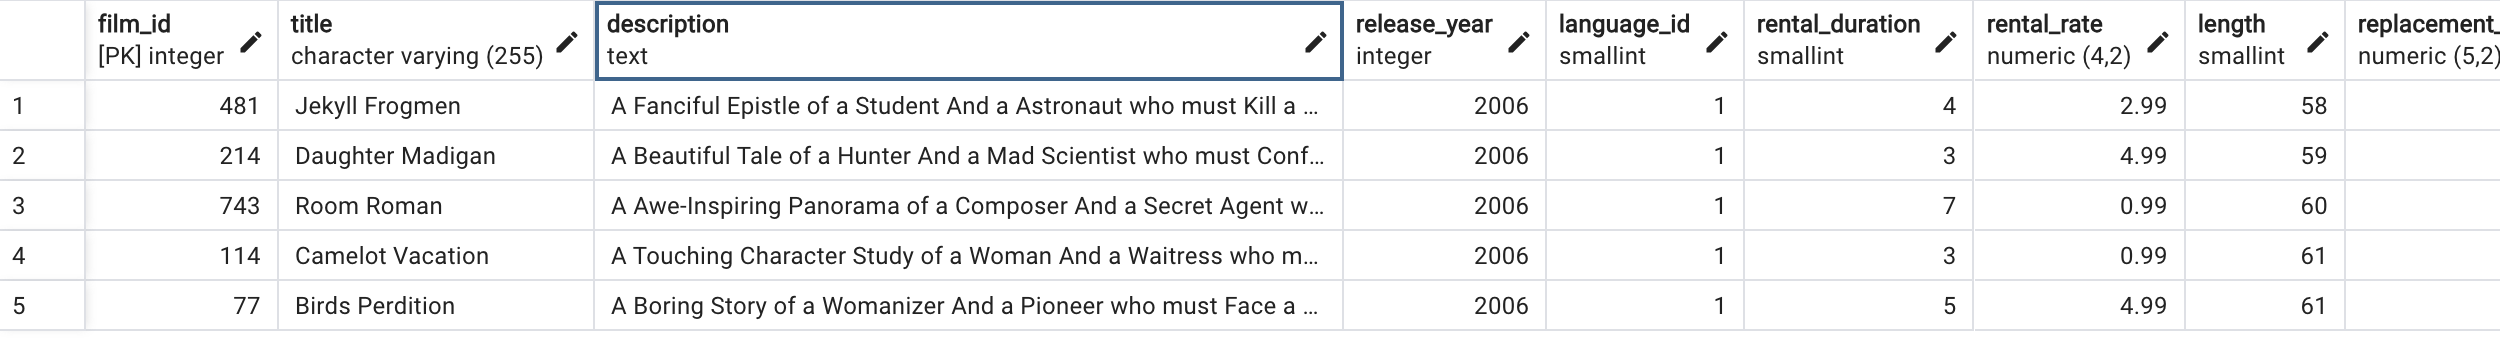 film_id title description release_year language_id rental_duration rental_rate length replacement_
[PK] integer character varying (255) text integer smallint smallint numeric (4,2) smallint numeric (5,2)
1 481 Jekyll Frogmen A Fanciful Epistle of a Student And a Astronaut who must Kill a ... 2006 1 4 2.99 58
2 214 Daughter Madigan A Beautiful Tale of a Hunter And a Mad Scientist who must Conf... 2006 1 3 4.99 59
3 743 Room Roman A Awe-Inspiring Panorama of a Composer And a Secret Agent w... 2006 1 7 0.99 60
4 114 Camelot Vacation A Touching Character Study of a Woman And a Waitress who m... 2006 1 3 0.99 61
5 77 Birds Perdition A Boring Story of a Womanizer And a Pioneer who must Face a ... 2006 1 5 4.99 61